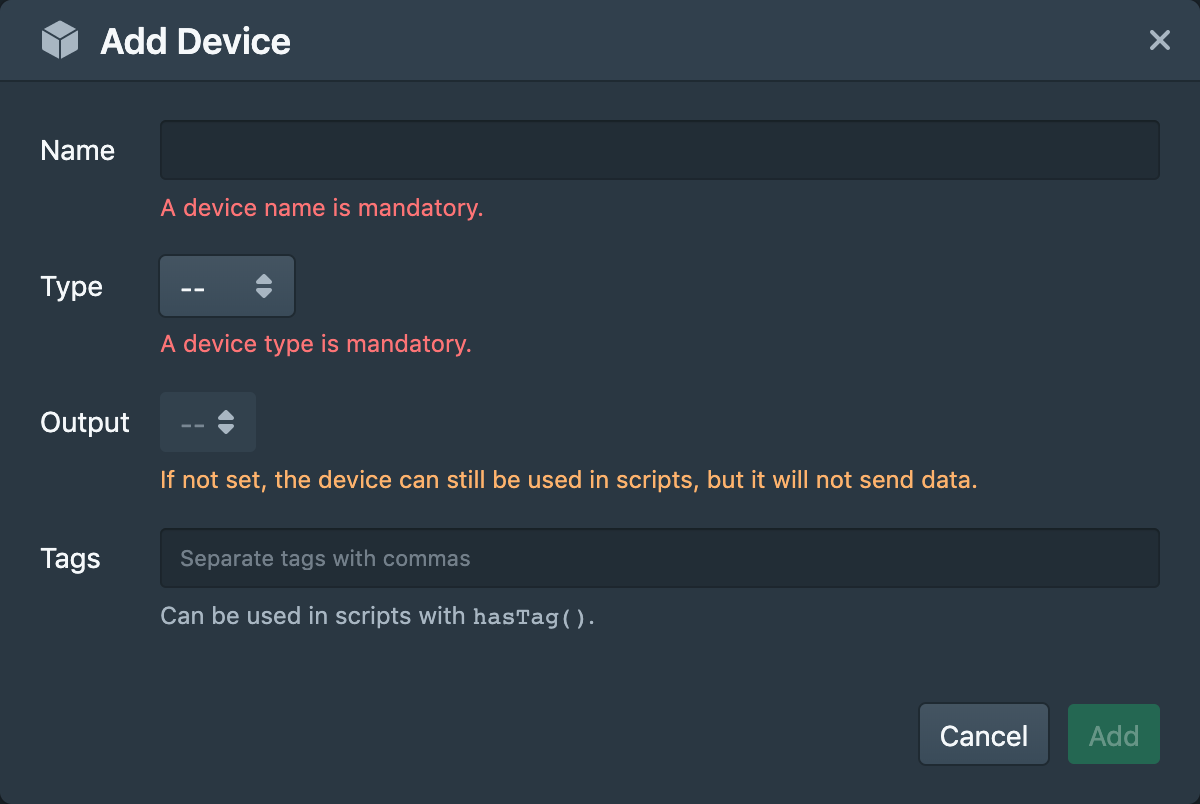 Add Device
Name
A device name is mandatory.
Type
--
A device type is mandatory.
Output
--
If not set, the device can still be used in scripts, but it will not send data.
Tags
Separate tags with commas
Can be used in scripts with hasTag().
Cancel
Add